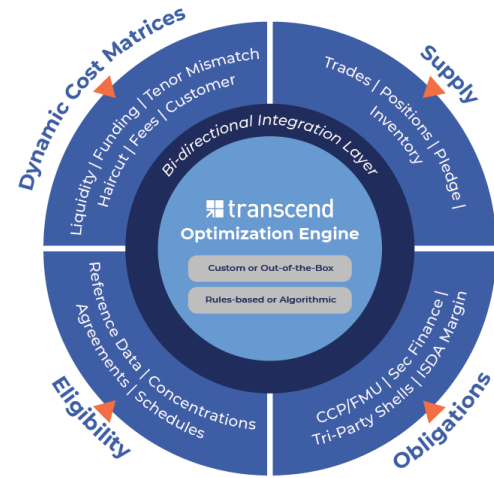 Dynamic Cost Matrices
Liquidity | Funding | Tenor Mismatch
Haircut | Fees | Customer
Supply
Trades | Positions | Pledge |
Inventory
Bi-directional Integration Layer
transcend
Optimization Engine
Custom or Out-of-the-Box
Rules-based or Algorithmic
Eligibility
Reference Data | Concentrations
Agreements | Schedules
Obligations
CCP/FMU | Sec Finance |
Tri-Party Shells | ISDA Margin